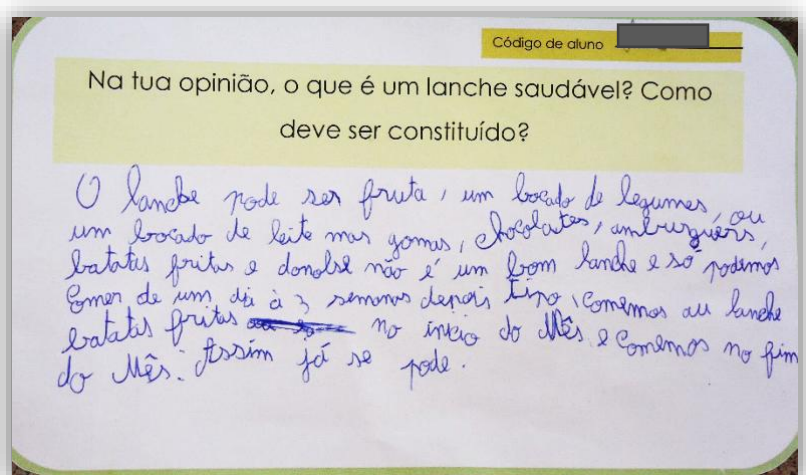 Código de aluno
Na tua opinião, o que é um lanche saudável? Como
deve ser constituído?
O lanche pode ser fruta, um bocado de legumes, ou
um bocado de leite mas gomas, chocolates, amburguérs,
batatas fritas e donolse não é um bom lanche e só podemos
comer de um dia à 3 semanas depais tipo, comemos au lanche
batatas fritas no inicio do Mês e comemos no fim
do Mês. Assim já se pode.